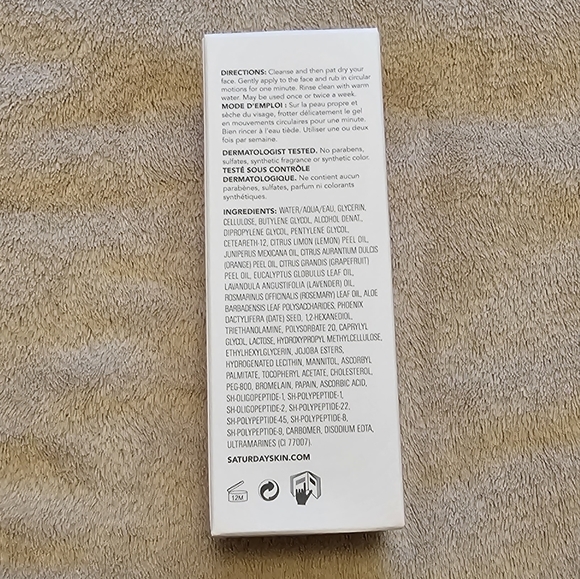 DIRECTIONS: Cleanse and then pat dry your
face. Gently apply to the face and rub in circular
motions for one minute. Rinse clean with warm
water. May be used once or twice a week.
MODE D'EMPLOI : Sur la peau propre et
sèche du visage, frotter délicatement le gel
en mouvements circulaires pour une minute.
Bien rincer à l'eau tiède. Utiliser une ou deux
fois par semaine.
DERMATOLOGIST TESTED. No parabens,
sulfates, synthetic fragrance or synthetic color.
TESTÉ SOUS CONTRÔLE
DERMATOLOGIQUE. Ne contient aucun
parabènes, sulfates, parfum ni colorants
synthétiques.
INGREDIENTS: WATER/AQUA/EAU, GLYCERIN,
CELLULOSE, BUTYLENE GLYCOL, ALCOHOL DENAT.,
DIPROPYLENE GLYCOL, PENTYLENE GLYCOL,
CETEARETH-12, CITRUS LIMON (LEMON) PEEL OIL,
JUNIPERUS MEXICANA OIL, CITRUS AURANTIUM DULCIS
(ORANGE) PEEL OIL, CITRUS GRANDIS (GRAPEFRUIT)
PEEL OIL, EUCALYPTUS GLOBULUS LEAF OIL,
LAVANDULA ANGUSTIFOLIA (LAVENDER) OIL,
ROSMARINUS OFFICINALIS (ROSEMARY) LEAF OIL, ALOE
BARBADENSIS LEAF POLYSACCHARIDES, PHOENIX
DACTYLIFERA (DATE) SEED, 1,2-HEXANEDIOL,
TRIETHANOLAMINE, POLYSORBATE 20, CAPRYLYL
GLYCOL, LACTOSE, HYDROXYPROPYL METHYLCELLULOSE,
ETHYLHEXYLGLYCERIN, JOJOBA ESTERS,
HYDROGENATED LECITHIN, MANNITOL, ASCORBYL
PALMITATE, TOCOPHERYL ACETATE, CHOLESTEROL,
PEG-800, BROMELAIN, PAPAIN, ASCORBIC ACID,
SH-OLIGOPEPTIDE-1, SH-POLYPEPTIDE-1,
SH-OLIGOPEPTIDE-2, SH-POLYPEPTIDE-22,
SH-POLYPEPTIDE-45, SH-POLYPEPTIDE-8,
SH-POLYPEPTIDE-9, CARBOMER, DISODIUM EDTA,
ULTRAMARINES (CI 77007).
SATURDAYSKIN.COM
12M